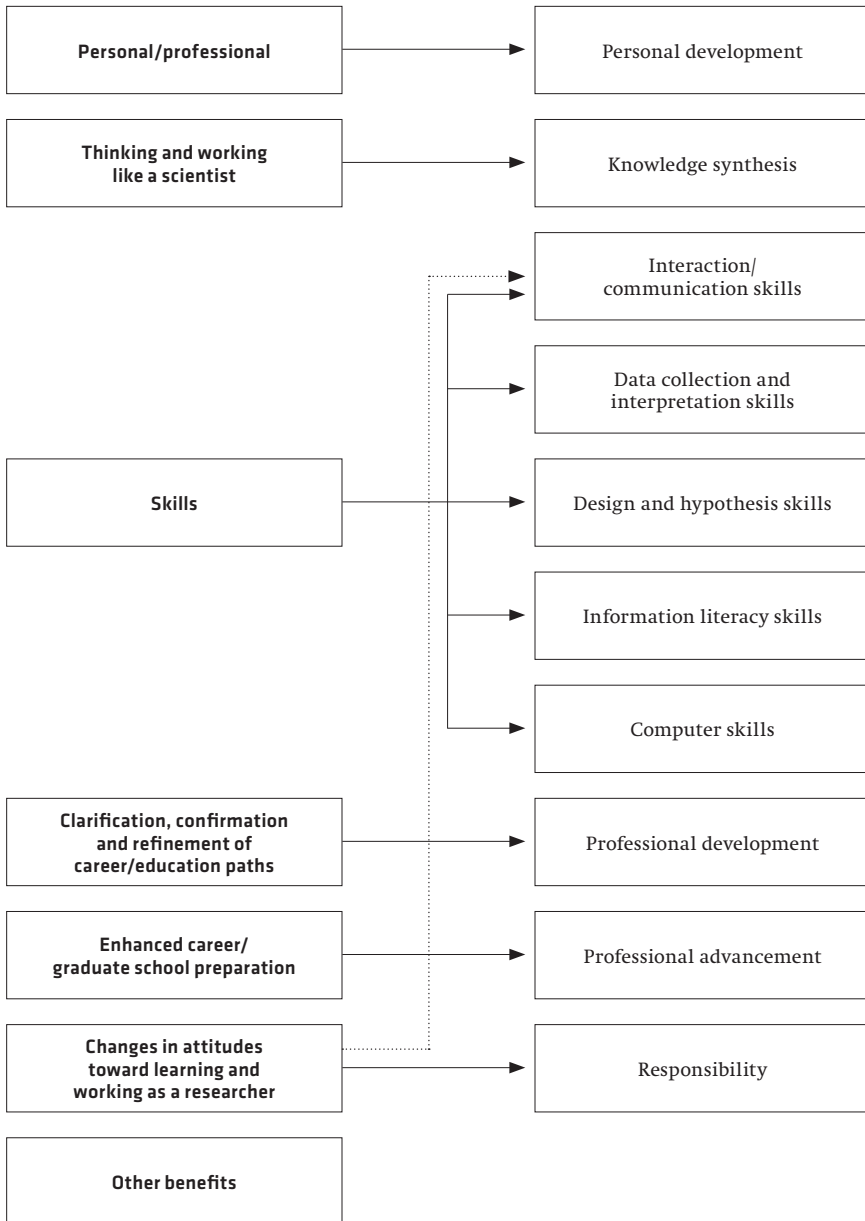 Personal/professional
Personal development
Thinking and working
like a scientist
Knowledge synthesis
Interaction/
communication skills
Data collection and
interpretation skills
Skills
Design and hypothesis skills
Information literacy skills
Computer skills
Clarification, confirmation
and refinement of
career/education paths
Professional development
Enhanced career/
graduate school preparation
Professional advancement
Changes in attitudes
toward learning and
working as a researcher
Responsibility
Other benefits